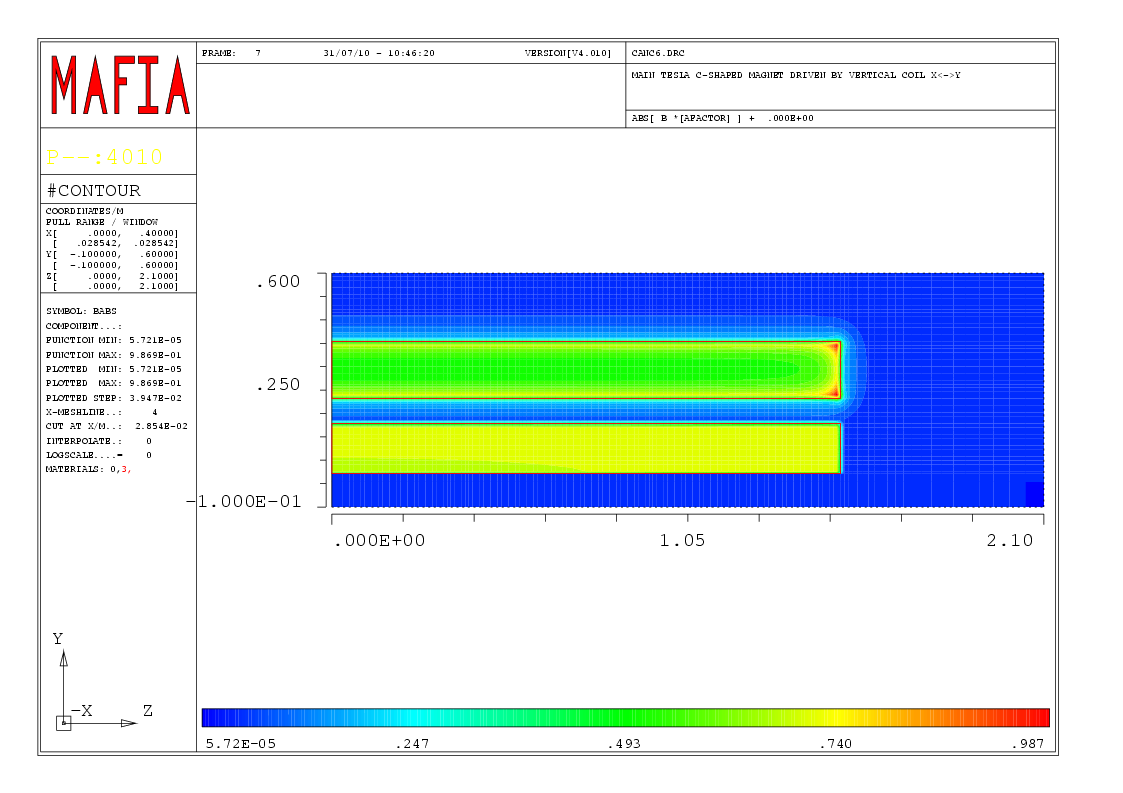 MAFIA
FRAME: 7 31/07/10 - 10:46:20 VERSION[V4.010] CANC6.DRC
MAIN TESLA C-SHAPED MAGNET DRIVEN BY VERTICAL COIL X<->Y
ABS[ B *[AFACTOR] ] + .000E+00
P--:4010
#CONTOUR
COORDINATES/M
FULL RANGE / WINDOW
X[ .0000, .40000]
[ .028542, .028542]
Y[ -.100000, .60000]
[ -.100000, .60000]
Z[ .0000, 2.1000]
[ .0000, 2.1000]
SYMBOL: BABS
COMPONENT...:
FUNCTION MIN: 5.721E-05
FUNCTION MAX: 9.869E-01
PLOTTED MIN: 5.721E-05
PLOTTED MAX: 9.869E-01
PLOTTED STEP: 3.947E-02
X-MESHLINE..: 4
CUT AT X/M..: 2.854E-02
INTERPOLATE.: 0
LOGSCALE....= 0
MATERIALS: 0,3,
.600
.250
-1.000E-01
.000E+00 1.05 2.10
Y
-X Z
5.72E-05 .247 .493 .740 .987